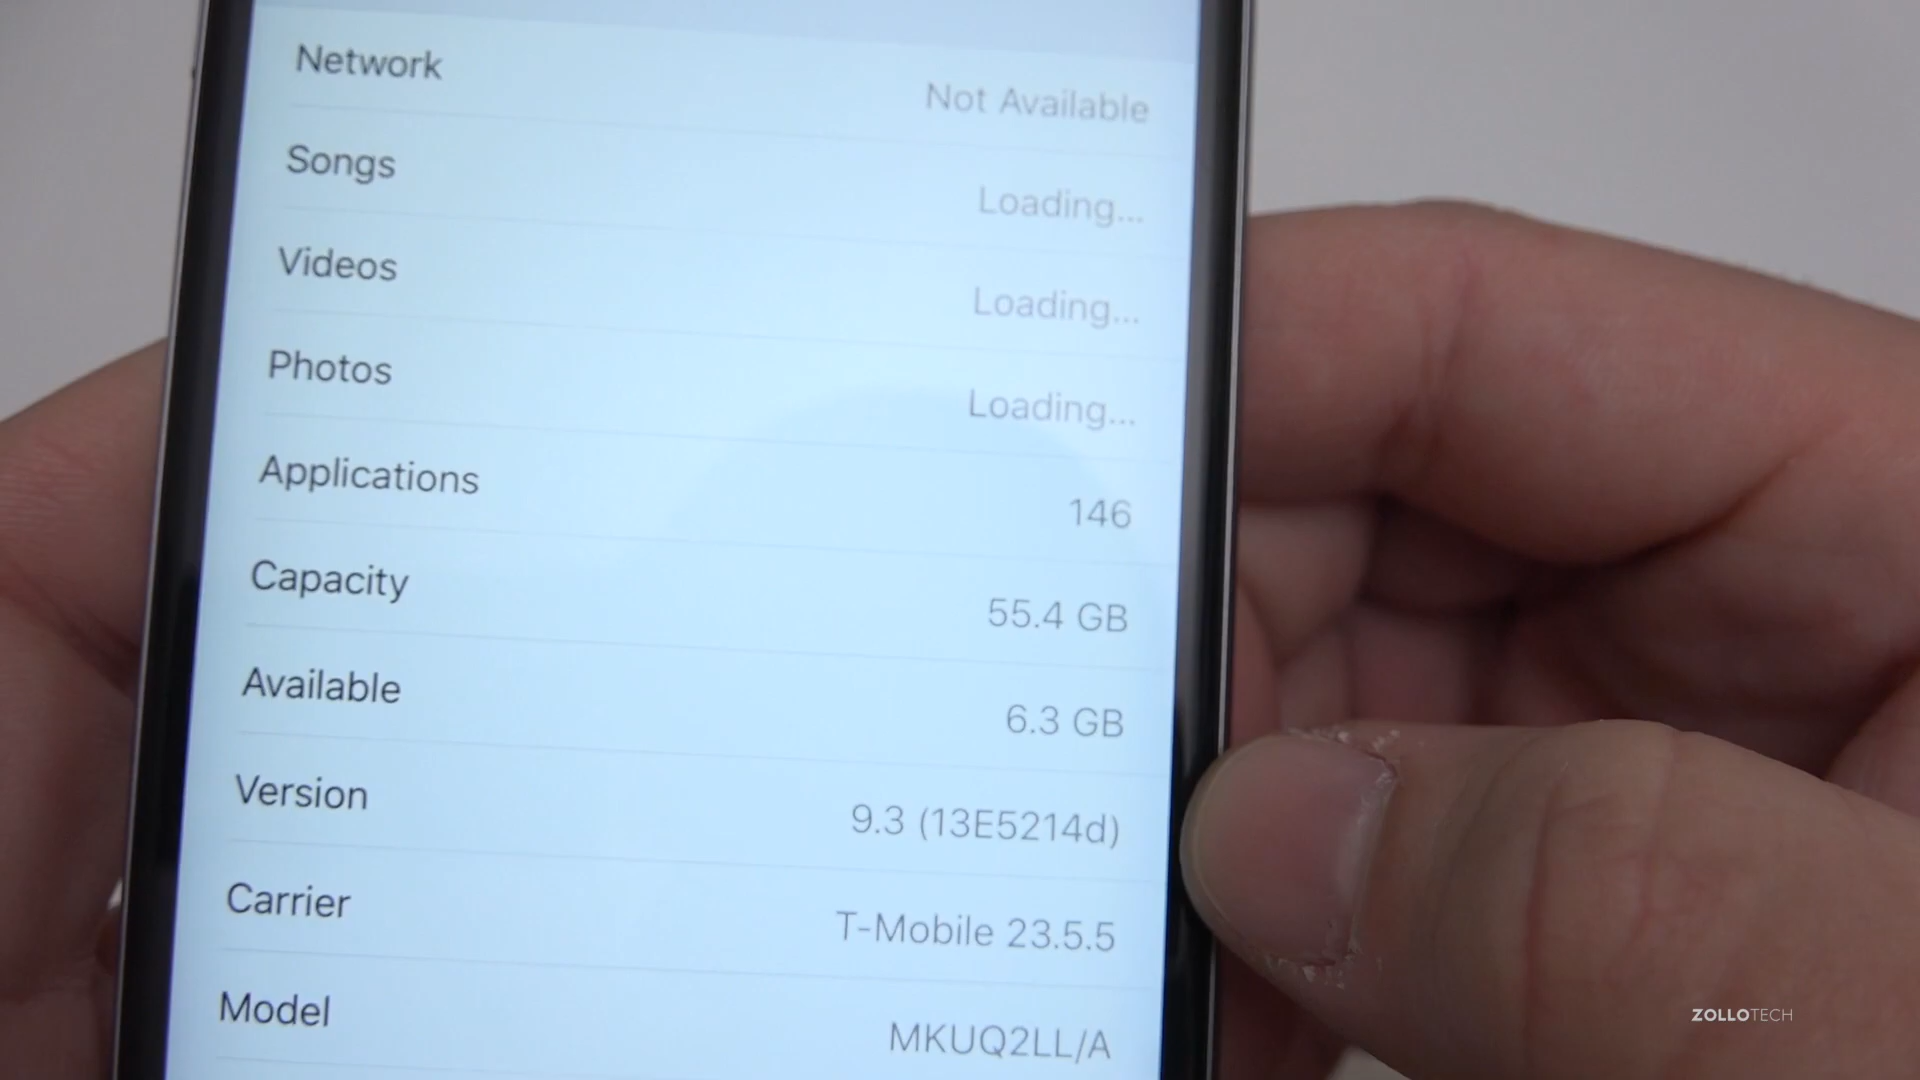 Network
Not Available
Songs
Loading...
Videos
Loading...
Photos
Loading...
Applications
146
Capacity
55.4 GB
Available
6.3 GB
Version
9.3 (13E5214d)
Carrier
T-Mobile 23.5.5
Model
MKUQ2LL/A
ZOLLOTECH